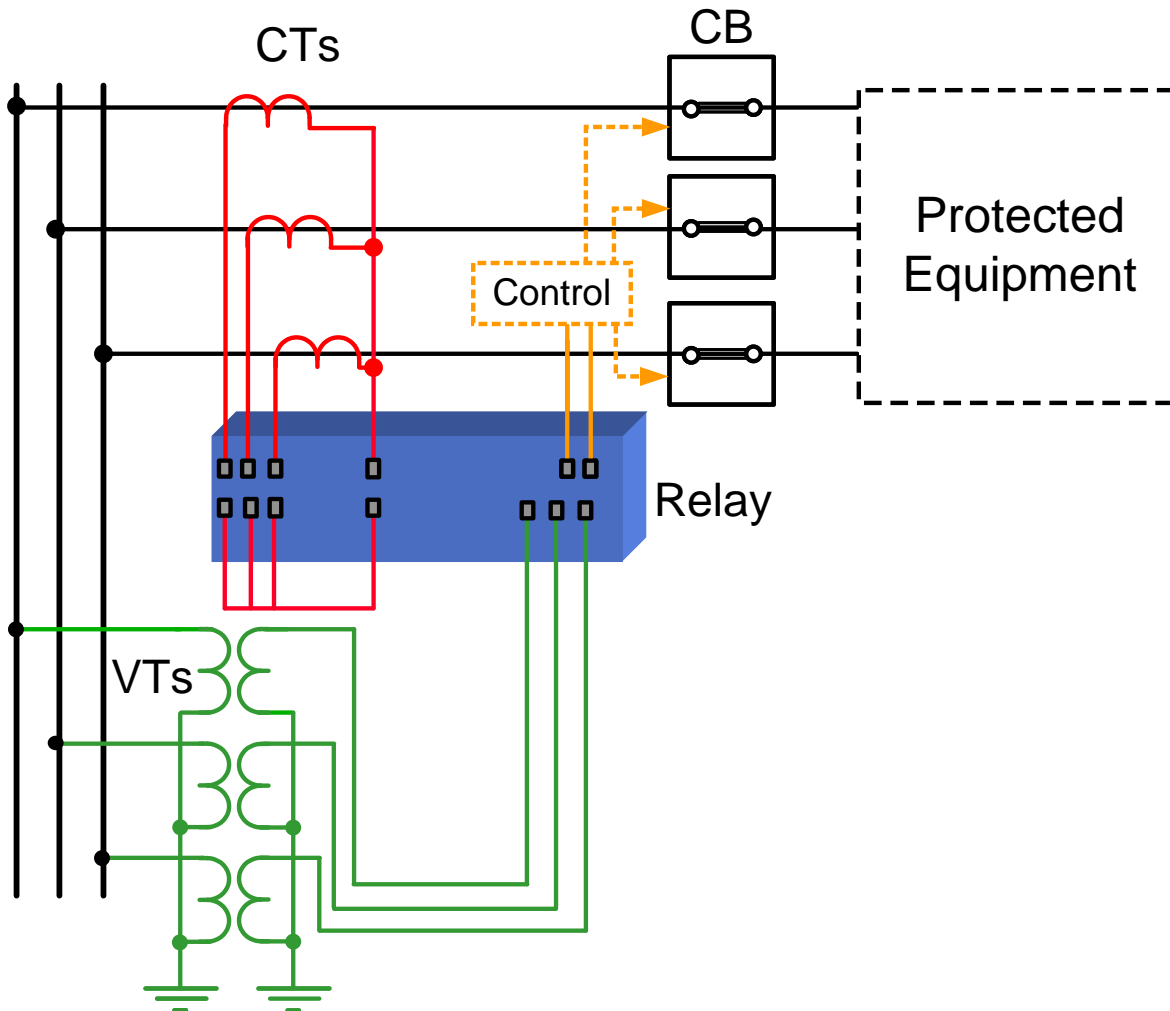 CTs
CB
Protected
Equipment
Control
Relay
VTs